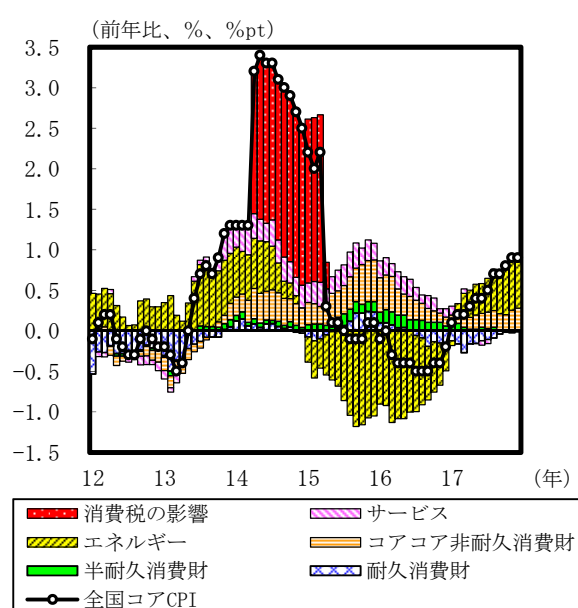 (前年比、%、%pt)
3.5
3.0
2.5
2.0
1.5
1.0
0.5
0.0
-0.5
-1.0
-1.5
12 13 14 15 16 17 (年)
消費税の影響 サービス
エネルギー コアコア非耐久消費財
半耐久消費財 耐久消費財
全国コアCPI